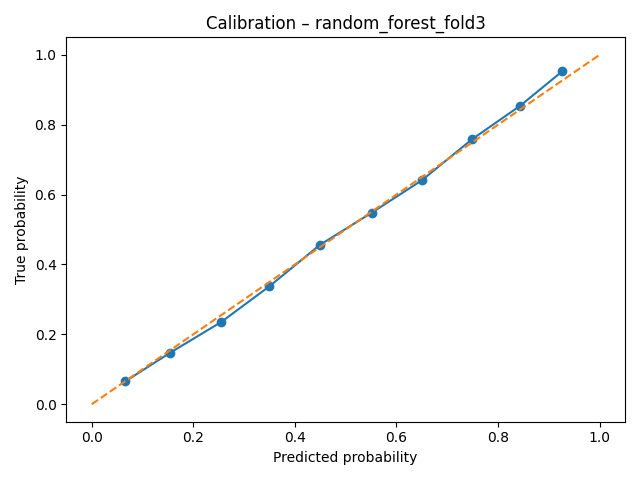 Calibration – random_forest_fold3
True probability
1.0
0.8
0.6
0.4
0.2
0.0
0.0 0.2 0.4 0.6 0.8 1.0
Predicted probability